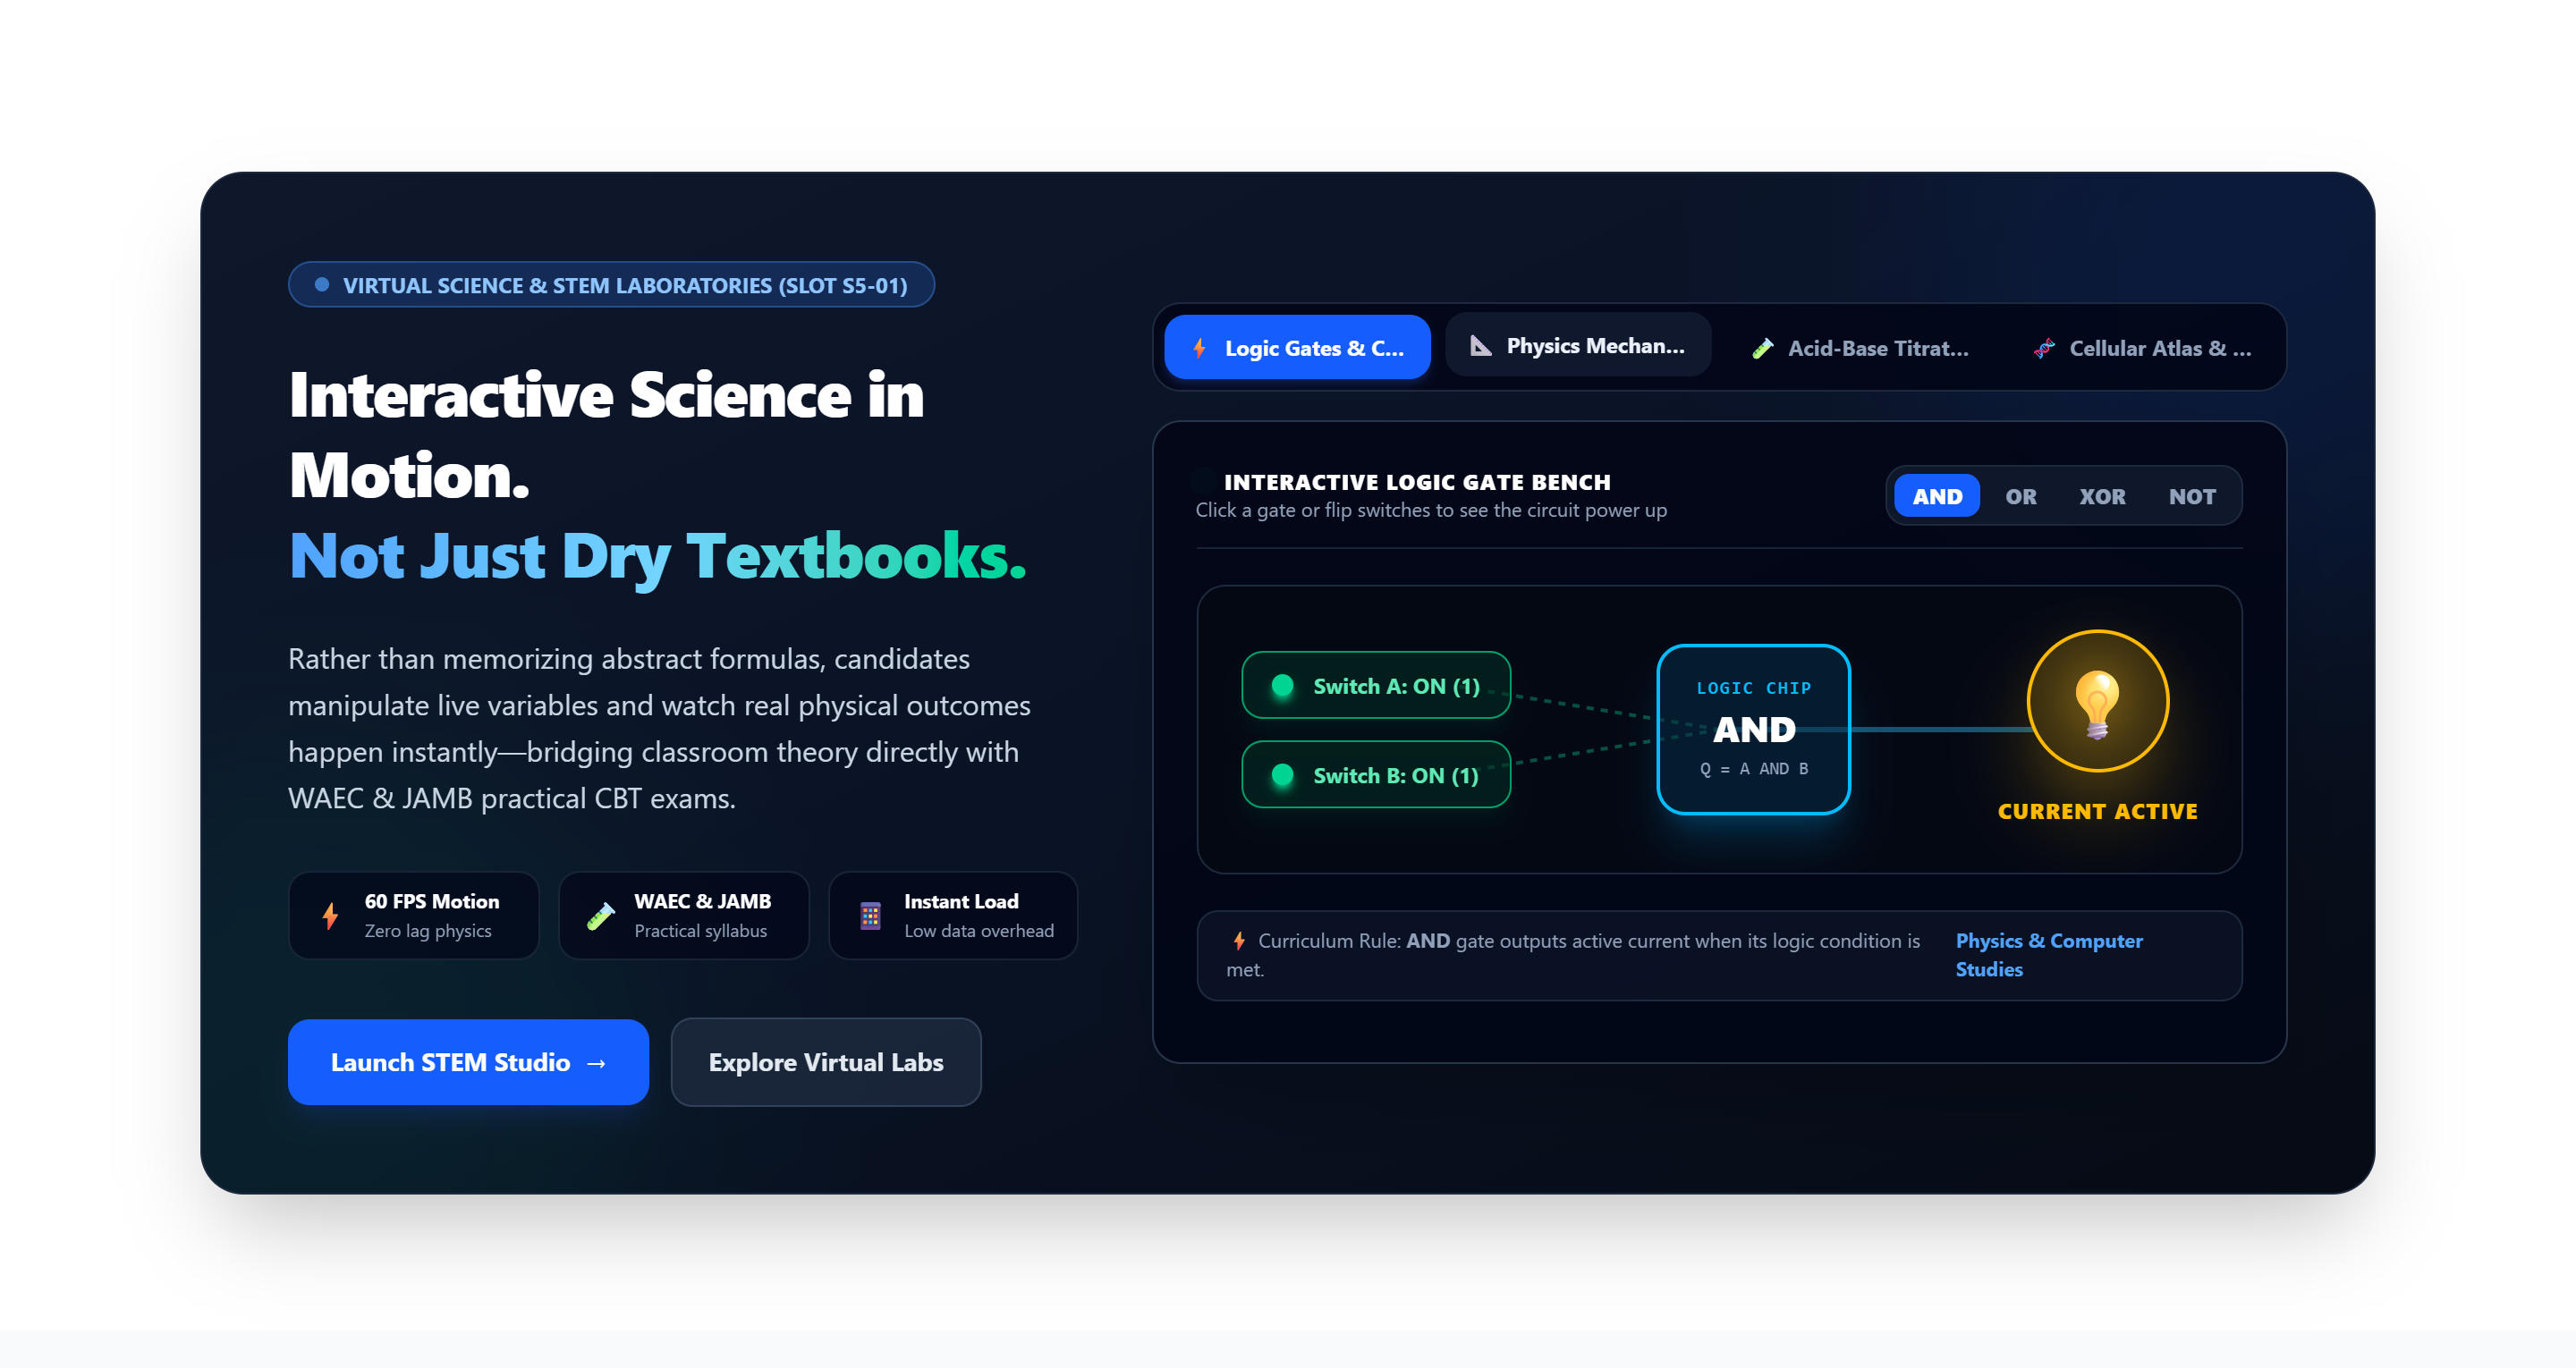 VIRTUAL SCIENCE & STEM LABORATORIES (SLOT S5-01)
Interactive Science in
Motion.
Not Just Dry Textbooks.
Rather than memorizing abstract formulas, candidates
manipulate live variables and watch real physical outcomes
happen instantly—bridging classroom theory directly with
WAEC & JAMB practical CBT exams.
60 FPS Motion
Zero lag physics
WAEC & JAMB
Practical syllabus
Instant Load
Low data overhead
Launch STEM Studio →
Explore Virtual Labs
Logic Gates & C...
Physics Mechan...
Acid-Base Titrat...
Cellular Atlas & ...
INTERACTIVE LOGIC GATE BENCH
Click a gate or flip switches to see the circuit power up
AND OR XOR NOT
Switch A: ON (1)
Switch B: ON (1)
LOGIC CHIP
AND
Q = A AND B
CURRENT ACTIVE
Curriculum Rule: AND gate outputs active current when its logic condition is
met.
Physics & Computer
Studies